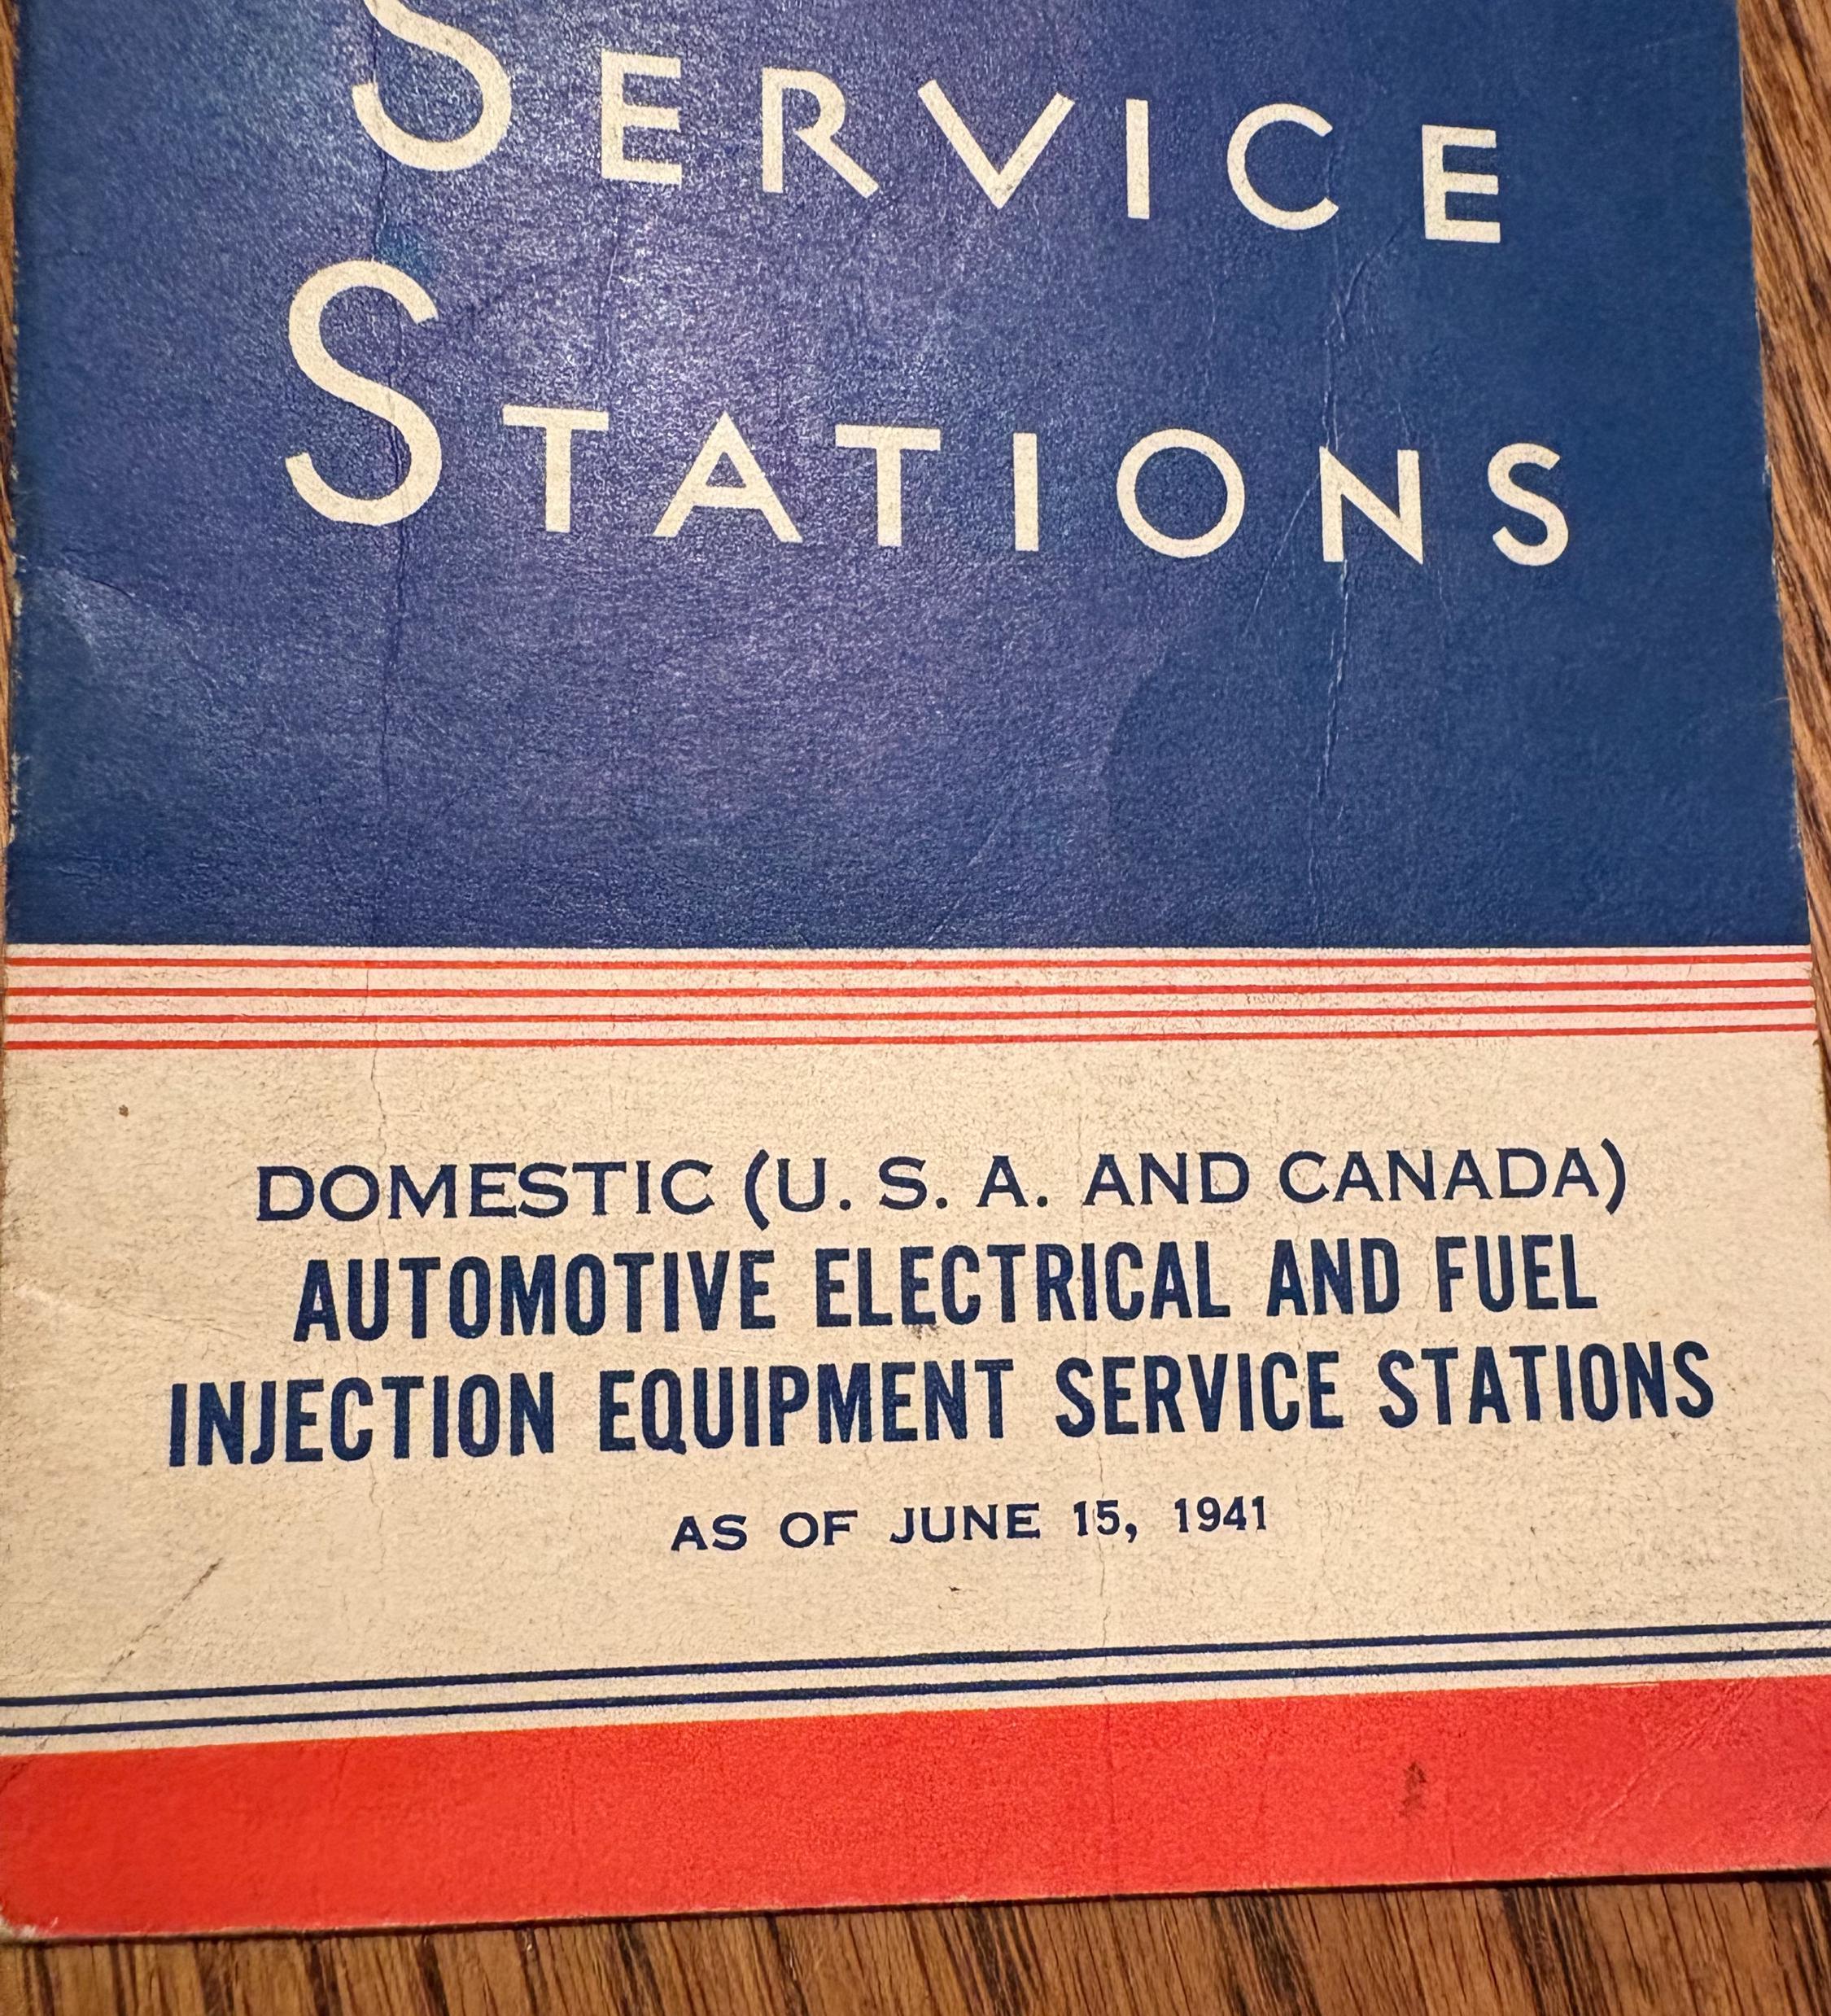 SERVICE
STATIONS
DOMESTIC (U. S. A. AND CANADA)
AUTOMOTIVE ELECTRICAL AND FUEL
INJECTION EQUIPMENT SERVICE STATIONS
AS OF JUNE 15, 1941